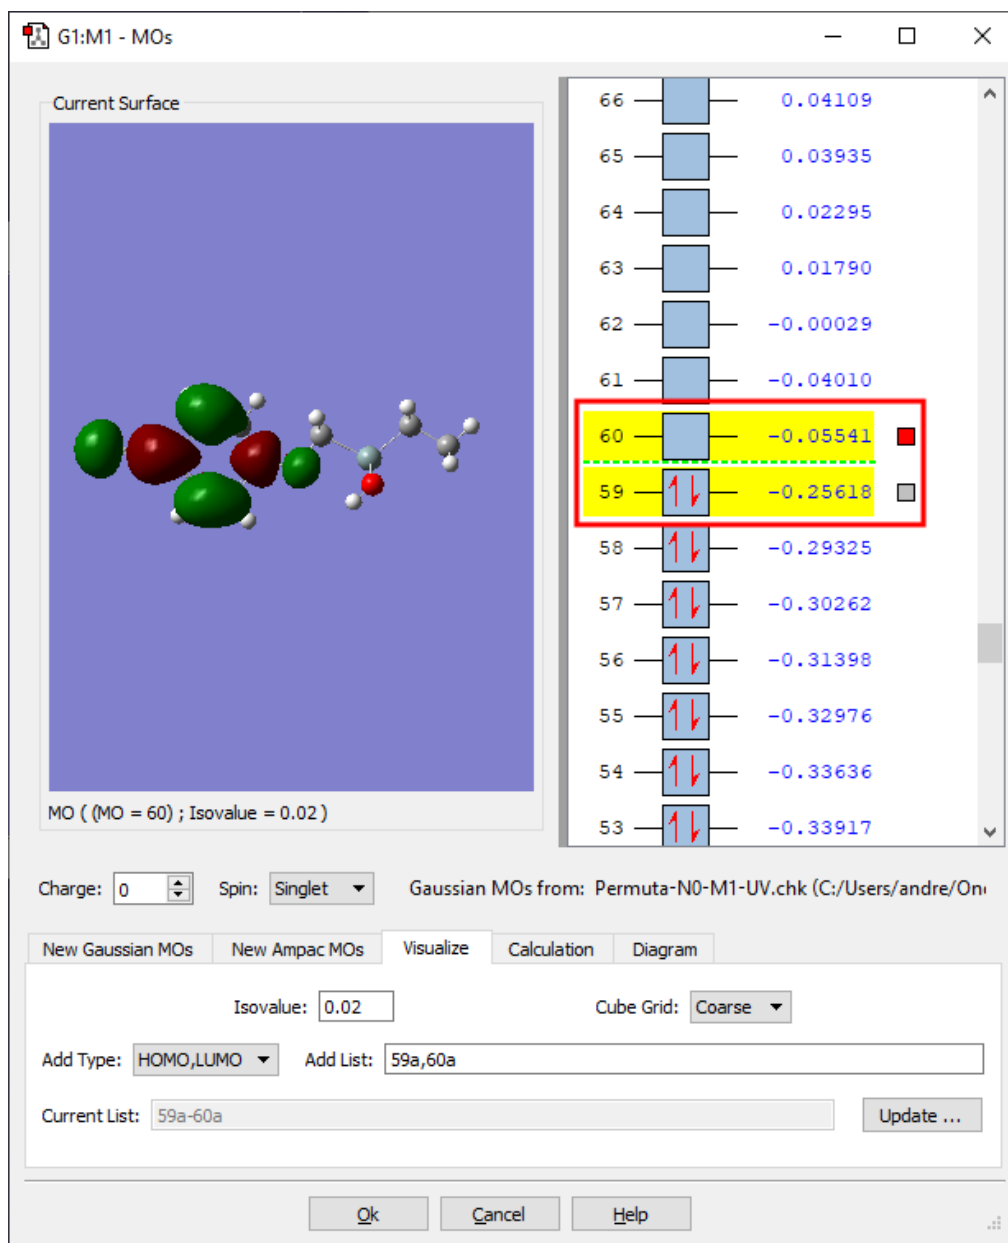 G1:M1 - MOs
Current Surface
MO ( (MO = 60) ; Isovalue = 0.02 )
66 0.04109
65 0.03935
64 0.02295
63 0.01790
62 -0.00029
61 -0.04010
60 -0.05541
59 -0.25618
58 -0.29325
57 -0.30262
56 -0.31398
55 -0.32976
54 -0.33636
53 -0.33917
Charge: 0 Spin: Singlet Gaussian MOs from: Permuta-N0-M1-UV.chk (C:/Users/andre/On
New Gaussian MOs New Ampac MOs Visualize Calculation Diagram
Isovalue: 0.02 Cube Grid: Coarse
Add Type: HOMO,LUMO Add List: 59a,60a
Current List: 59a-60a Update ...
Ok Cancel Help